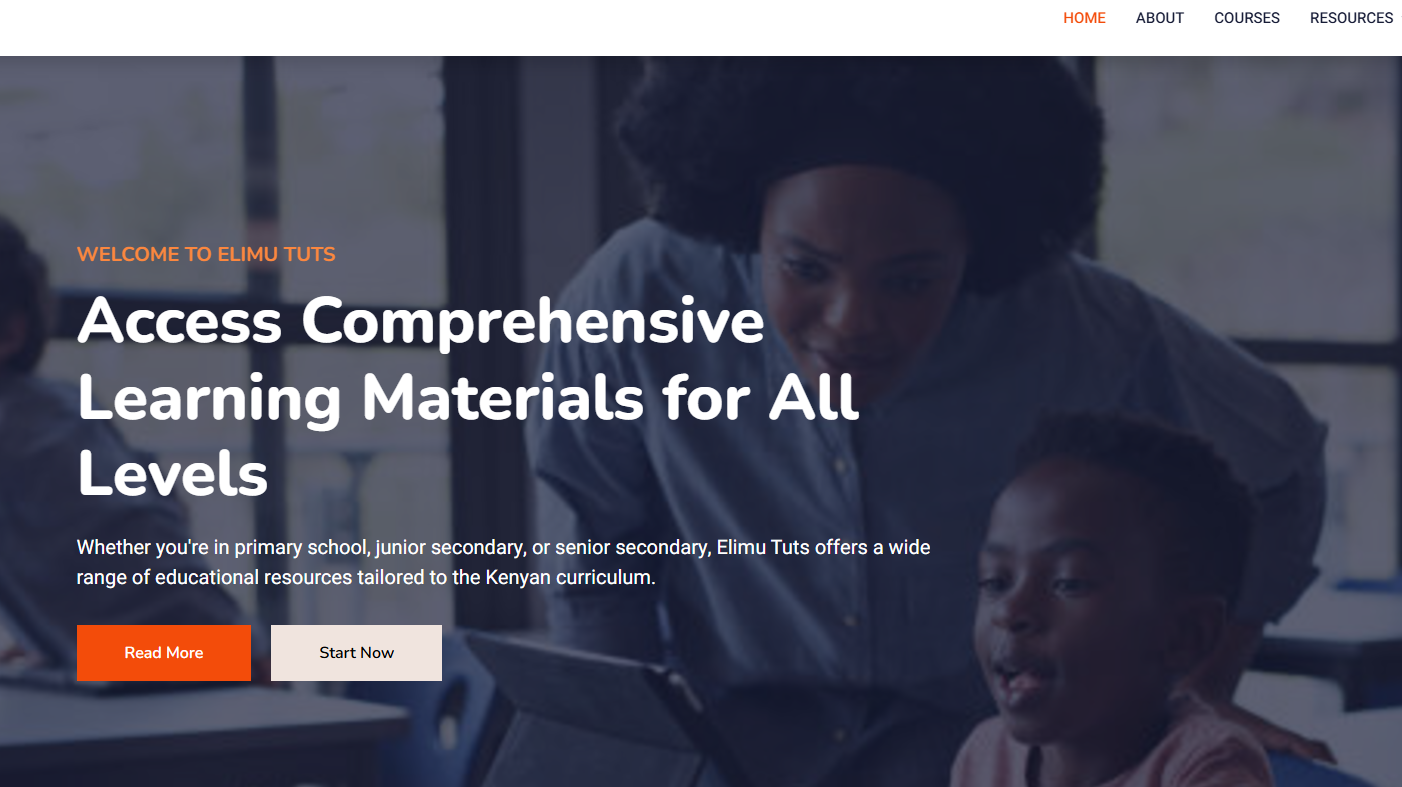 HOME ABOUT COURSES RESOURCES
WELCOME TO ELIMU TUTS
Access Comprehensive
Learning Materials for All
Levels
Whether you're in primary school, junior secondary, or senior secondary, Elimu Tuts offers a wide
range of educational resources tailored to the Kenyan curriculum.
Read More Start Now